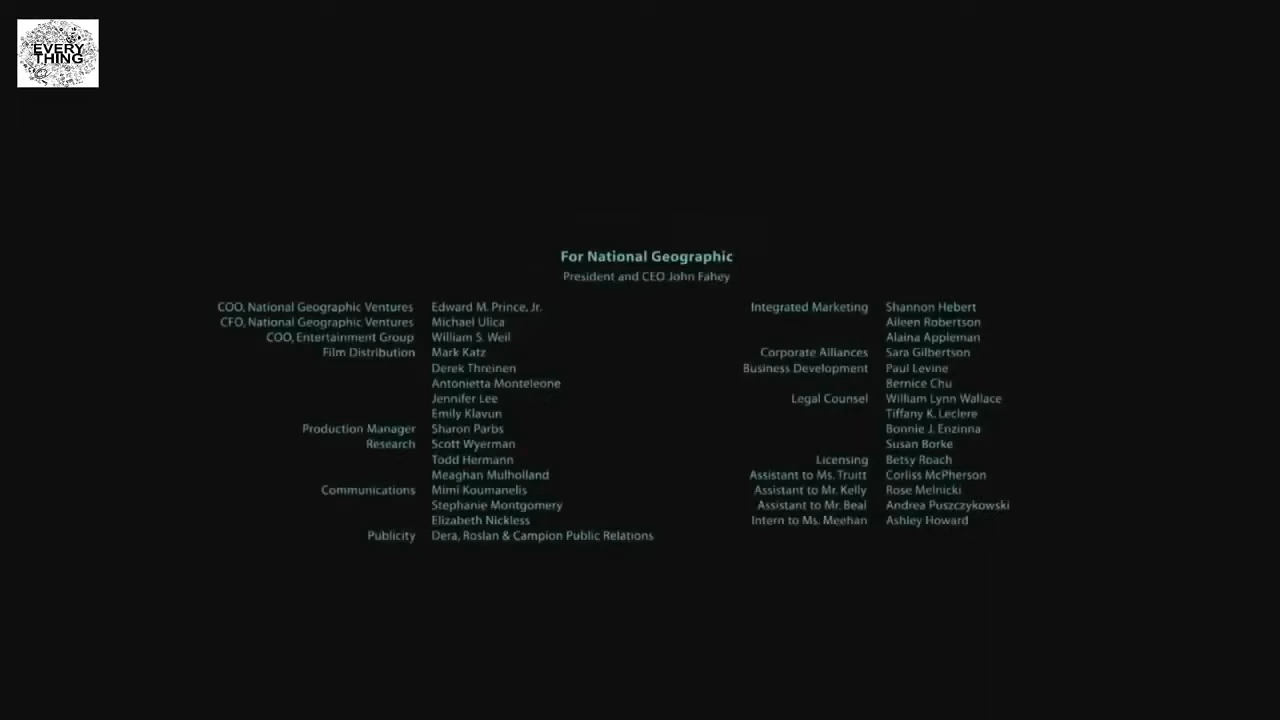 EVERY
THING
For National Geographic
President and CEO John Fahey
COO, National Geographic Ventures Edward M. Prince, Jr.
CFO, National Geographic Ventures Michael Ulica
COO, Entertainment Group William S. Weil
Film Distribution Mark Katz
Derek Threinen
Antonietta Monteleone
Jennifer Lee
Emily Klavun
Production Manager Sharon Parbs
Research Scott Wyerman
Todd Hermann
Meaghan Mulholland
Communications Mimi Koumanelis
Stephanie Montgomery
Elizabeth Nickless
Publicity Dera, Roslan & Campion Public Relations
Integrated Marketing Shannon Hebert
Aileen Robertson
Alaina Appleman
Corporate Alliances Sara Gilbertson
Business Development Paul Levine
Bernice Chu
Legal Counsel William Lynn Wallace
Tiffany K. Leclere
Bonnie J. Enzinna
Susan Borke
Licensing Betsy Roach
Assistant to Ms. Truitt Corliss McPherson
Assistant to Mr. Kelly Rose Melnicki
Assistant to Mr. Beal Andrea Puszczykowski
Intern to Ms. Meehan Ashley Howard